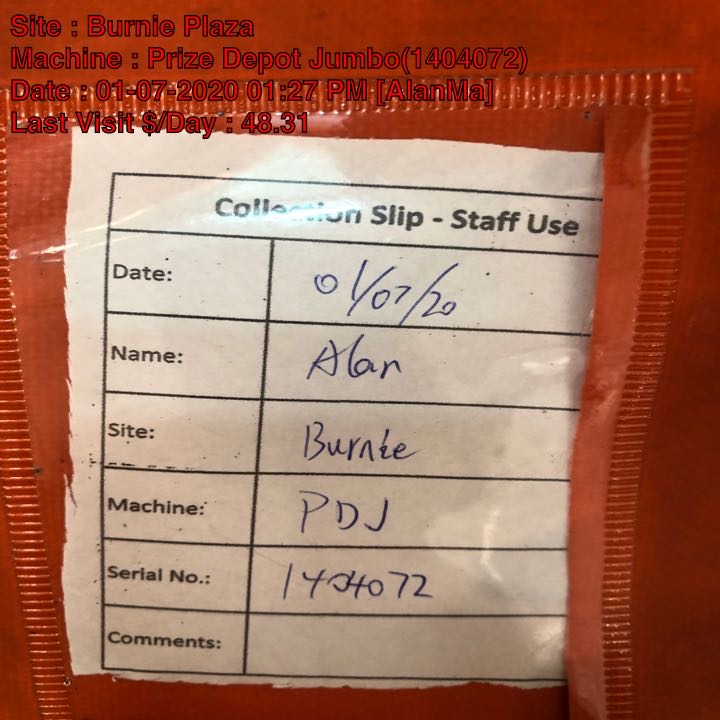 Site : Burnie Plaza
Machine : Prize Depot Jumbo(1404072)
Date : 01-07-2020 01:27 PM [AlanMa]
Last Visit $/Day : 48.31
Collection Slip - Staff Use
Date: 01/07/20
Name: Alan
Site: Burnie
Machine: PDJ
Serial No.: 1404072
Comments: